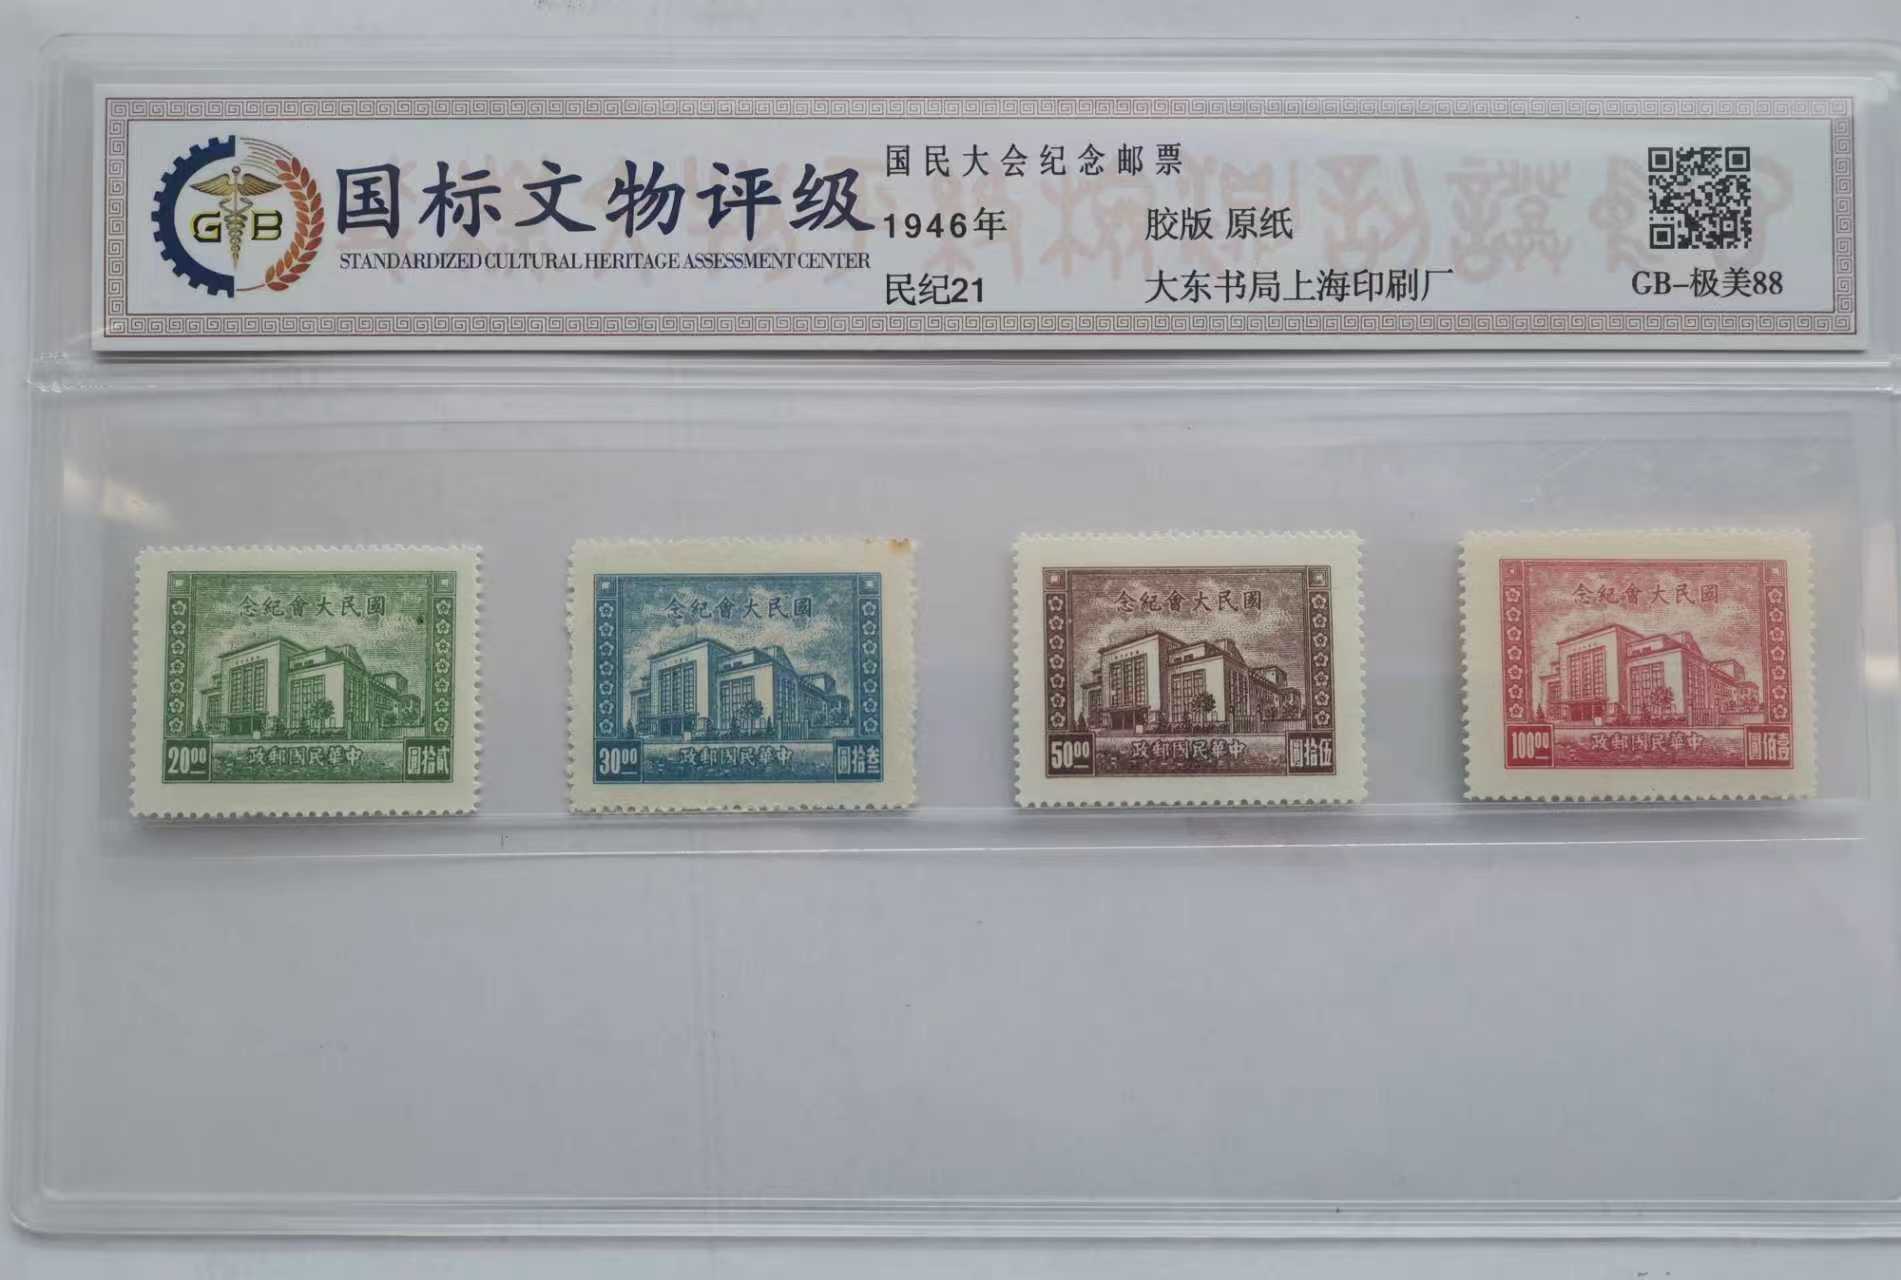 国标文物评级
STANDARDIZED CULTURAL HERITAGE ASSESSMENT CENTER
G B
国民大会纪念邮票
1946年 胶版 原纸
民纪21 大东书局上海印刷厂
GB-极美88
念紀會大民國
政郵國民華中
20.00
圓拾貳
念紀會大民國
政郵國民華中
30.00
圓拾叁
念紀會大民國
政郵國民華中
50.00
圓拾伍
念紀會大民國
政郵國民華中
100.00
圓佰壹